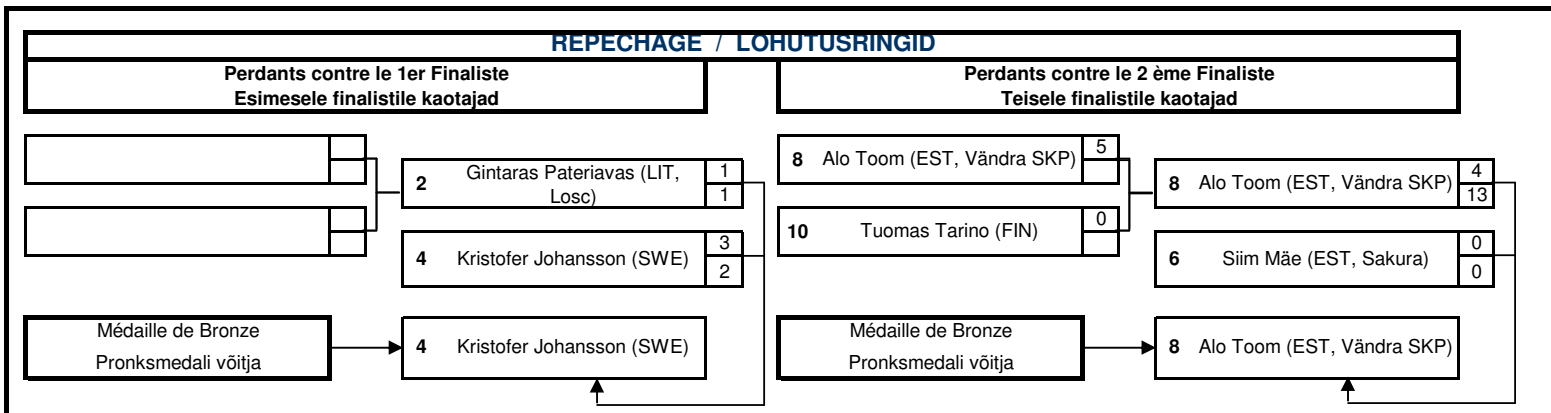 REPECHAGE / LOHUTUSRINGID
Perdants contre le 1er Finaliste
Esimesele finalistile kaotajad
Perdants contre le 2 ème Finaliste
Teisele finalistile kaotajad
2 Gintaras Pateriavas (LIT, Losc) 1
1
4 Kristofer Johansson (SWE) 3
2
Médaille de Bronze
Pronksmedali võitja
4 Kristofer Johansson (SWE)
8 Alo Toom (EST, Vändra SKP) 5
10 Tuomas Tarino (FIN) 0
8 Alo Toom (EST, Vändra SKP) 4
13
6 Siim Mäe (EST, Sakura) 0
0
Médaille de Bronze
Pronksmedali võitja
8 Alo Toom (EST, Vändra SKP)